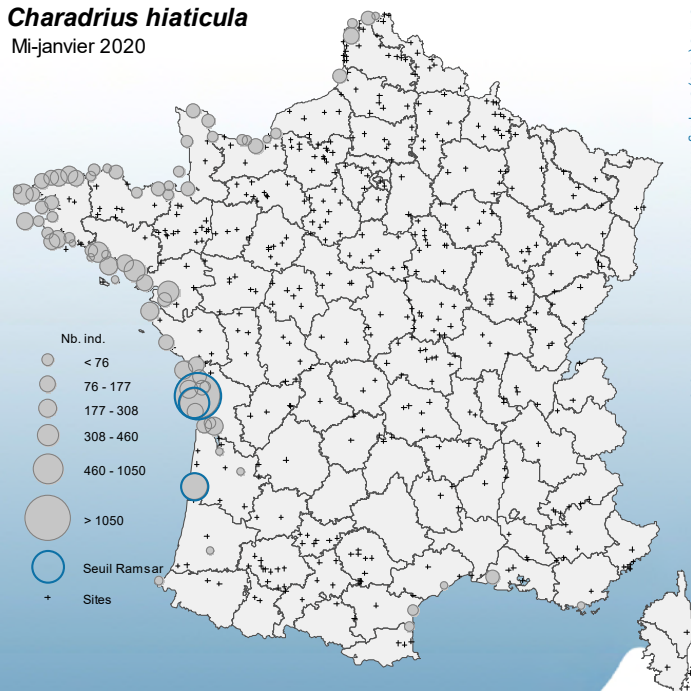 Charadrius hiaticula
Mi-janvier 2020
Nb. ind.
< 76
76 - 177
177 - 308
308 - 460
460 - 1050
> 1050
Seuil Ramsar
Sites